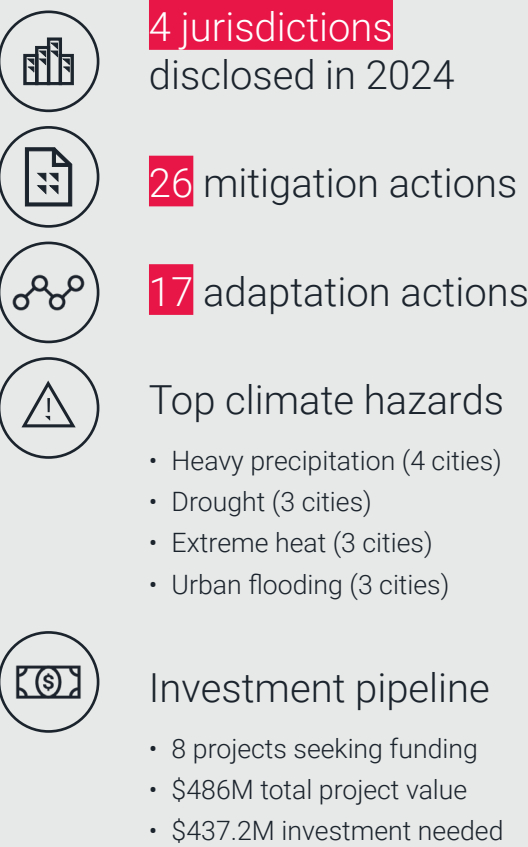 4 jurisdictions
disclosed in 2024
26 mitigation actions
17 adaptation actions
Top climate hazards
• Heavy precipitation (4 cities)
• Drought (3 cities)
• Extreme heat (3 cities)
• Urban flooding (3 cities)
Investment pipeline
• 8 projects seeking funding
• $486M total project value
• $437.2M investment needed